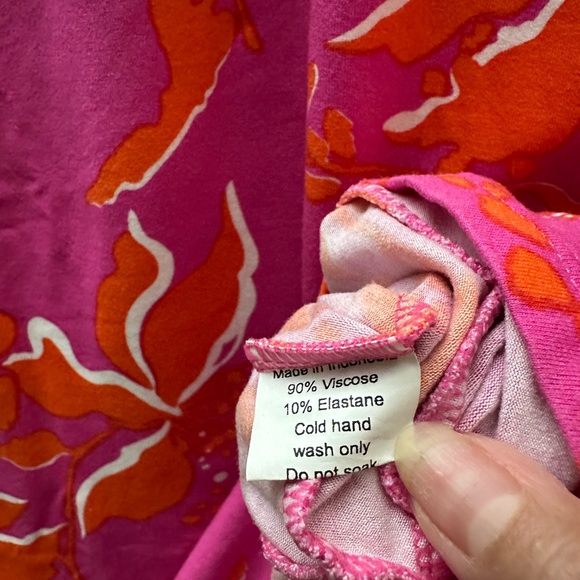 Made in Indonesia
90% Viscose
10% Elastane
Cold hand
wash only
Do not soak